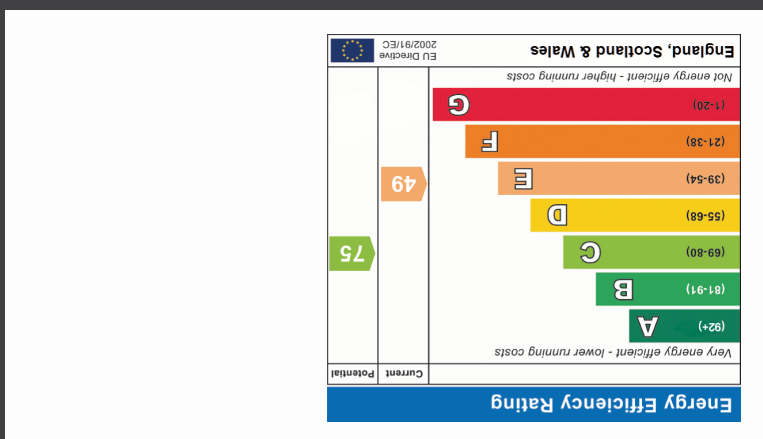 Energy Efficiency Rating
Current Potential
Very energy efficient - lower running costs
(92+) A
(81-91) B
(69-80) C
75
(55-68) D
(39-54) E
49
(21-38) F
(1-20) G
Not energy efficient - higher running costs
England, Scotland & Wales
EU Directive
2002/91/EC